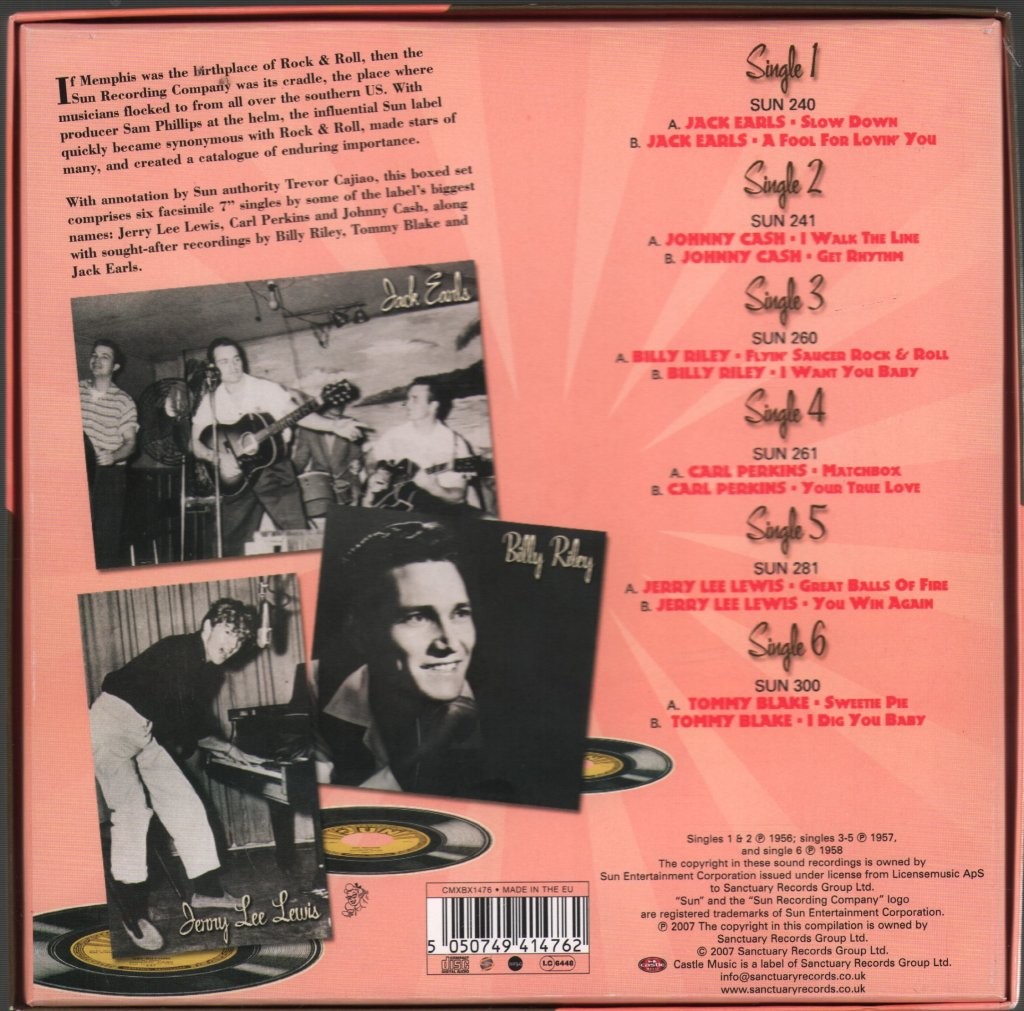 If Memphis was the birthplace of Rock & Roll, then the
Sun Recording Company was its cradle, the place where
musicians flocked to from all over the southern US. With
producer Sam Phillips at the helm, the influential Sun label
quickly became synonymous with Rock & Roll, made stars of
many, and created a catalogue of enduring importance.
With annotation by Sun authority Trevor Cajiao, this boxed set
comprises six facsimile 7" singles by some of the label's biggest
names: Jerry Lee Lewis, Carl Perkins and Johnny Cash, along
with sought-after recordings by Billy Riley, Tommy Blake and
Jack Earls.
Jack Earls
Billy Riley
Jerry Lee Lewis
SUN
Single 1
SUN 240
A. JACK EARLS • SLOW DOWN
B. JACK EARLS • A FOOL FOR LOVIN' YOU
Single 2
SUN 241
A. JOHNNY CASH • I WALK THE LINE
B. JOHNNY CASH • GET RHYTHM
Single 3
SUN 260
A. BILLY RILEY • FLYIN' SAUCER ROCK & ROLL
B. BILLY RILEY • I WANT YOU BABY
Single 4
SUN 261
A. CARL PERKINS • MATCHBOX
B. CARL PERKINS • YOUR TRUE LOVE
Single 5
SUN 281
A. JERRY LEE LEWIS • GREAT BALLS OF FIRE
B. JERRY LEE LEWIS • YOU WIN AGAIN
Single 6
SUN 300
A. TOMMY BLAKE • SWEETIE PIE
B. TOMMY BLAKE • I DIG YOU BABY
Singles 1 & 2 ℗ 1956; singles 3-5 ℗ 1957,
and single 6 ℗ 1958
The copyright in these sound recordings is owned by
Sun Entertainment Corporation issued under license from Licensemusic ApS
to Sanctuary Records Group Ltd.
"Sun" and the "Sun Recording Company" logo
are registered trademarks of Sun Entertainment Corporation.
℗ 2007 The copyright in this compilation is owned by
Sanctuary Records Group Ltd.
© 2007 Sanctuary Records Group Ltd.
Castle Music is a label of Sanctuary Records Group Ltd.
info@sanctuaryrecords.co.uk
www.sanctuaryrecords.co.uk
CMXBX1476 • MADE IN THE EU
5 050749 414762
disc
LC 6448